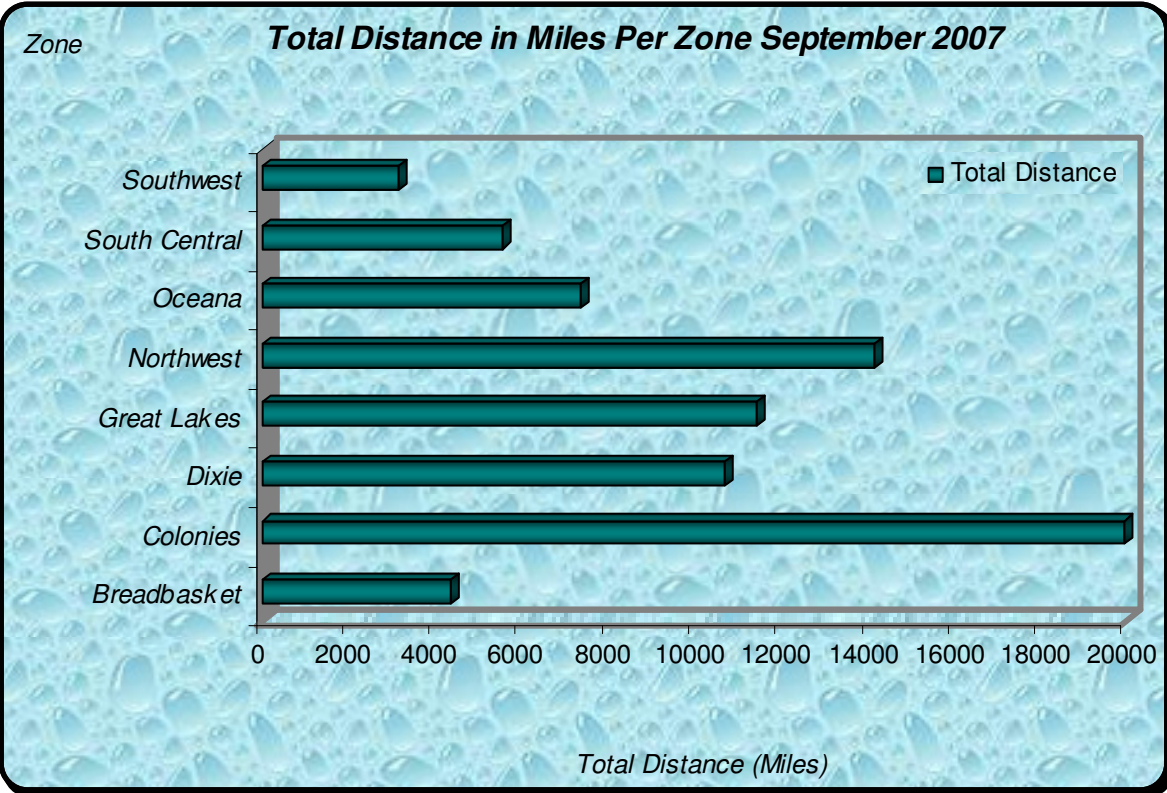 Zone
Total Distance in Miles Per Zone September 2007
Total Distance
Southwest
South Central
Oceana
Northwest
Great Lakes
Dixie
Colonies
Breadbasket
0 2000 4000 6000 8000 10000 12000 14000 16000 18000 20000
Total Distance (Miles)